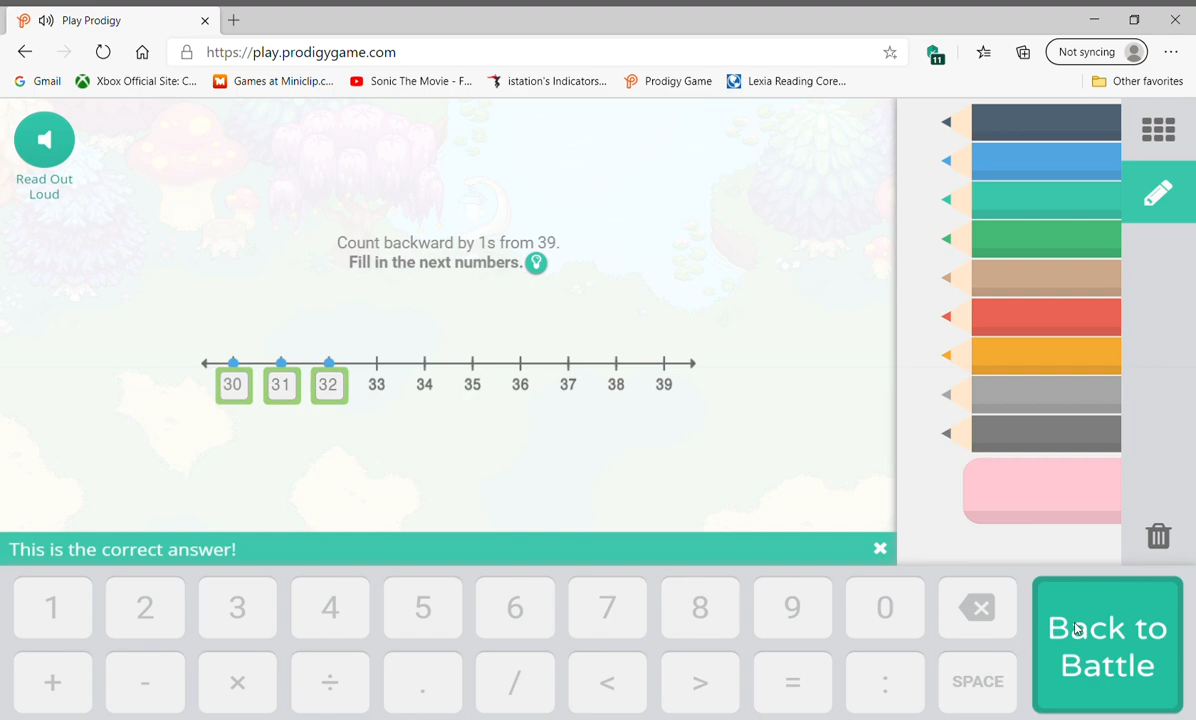 Play Prodigy
https://play.prodigygame.com
11
Not syncing
Gmail
Xbox Official Site: C...
Games at Miniclip.c...
Sonic The Movie - F...
istation's Indicators...
Prodigy Game
Lexia Reading Core...
Other favorites
Read Out
Loud
Count backward by 1s from 39.
Fill in the next numbers.
30 31 32 33 34 35 36 37 38 39
This is the correct answer!
1 2 3 4 5 6 7 8 9 0
+ - × ÷ . / < > = : SPACE
Back to
Battle